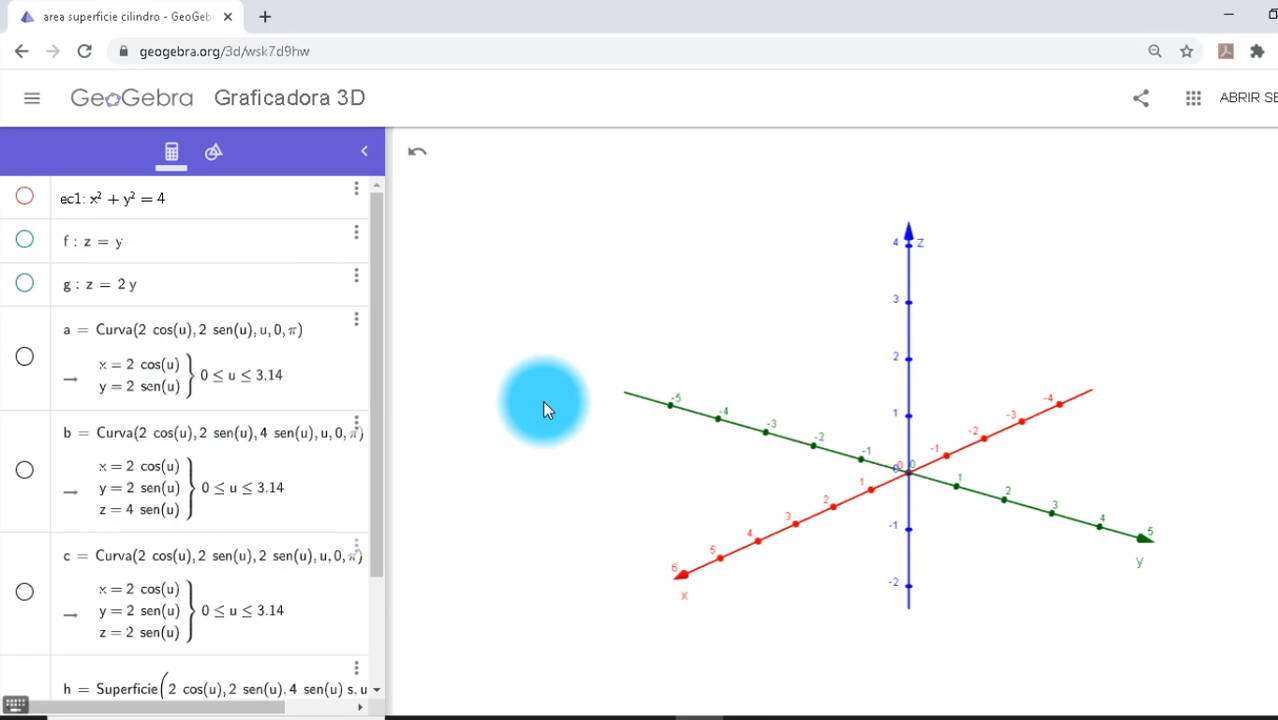 area superficie cilindro - GeoGeb
geogebra.org/3d/wsk7d9hw
GeoGebra Graficadora 3D
ABRIR SE
ec1: x² + y² = 4
f : z = y
g : z = 2 y
a = Curva(2 cos(u), 2 sen(u), u, 0, π)
→ x = 2 cos(u)
y = 2 sen(u) } 0 ≤ u ≤ 3.14
b = Curva(2 cos(u), 2 sen(u), 4 sen(u), u, 0, π)
x = 2 cos(u)
→ y = 2 sen(u) } 0 ≤ u ≤ 3.14
z = 4 sen(u)
c = Curva(2 cos(u), 2 sen(u), 2 sen(u), u, 0, π)
x = 2 cos(u)
→ y = 2 sen(u) } 0 ≤ u ≤ 3.14
z = 2 sen(u)
h = Superficie(2 cos(u), 2 sen(u), 4 sen(u) s, u
4 z
3
2
1
0
-1
-2
-5 -4 -3 -2 -1 0 1 2 3 4 5
y
-4 -3 -2 -1 0 1 2 3 4 5 6
x